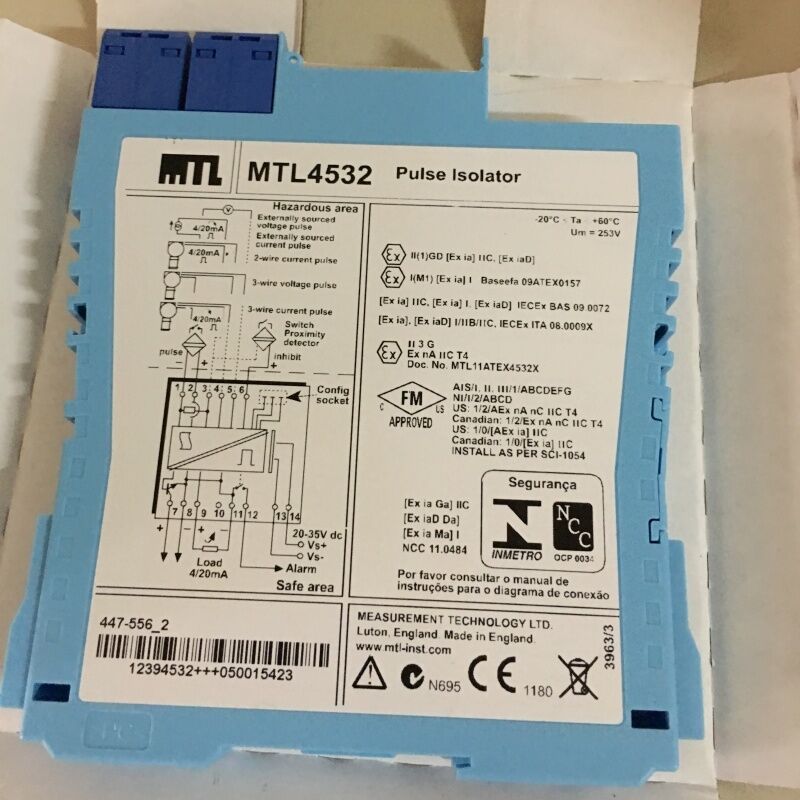 MTL
MTL4532 Pulse Isolator
Hazardous area
Externally sourced
voltage pulse
Externally sourced
current pulse
2-wire current pulse
3-wire voltage pulse
3-wire current pulse
4/20mA
4/20mA
4/20mA
Switch
Proximity
detector
pulse - +
- + inhibit
1 2 3 4 5 6
Config
socket
7 8 9 10 11 12 13 14
- +
20-35V dc
Vs+
Vs-
Load
4/20mA
Alarm
Safe area
-20°C - Ta - +60°C
Um = 253V
Ex II(1)GD [Ex ia] IIC, [Ex iaD]
Ex I(M1) [Ex ia] I Baseefa 09ATEX0157
[Ex ia] IIC, [Ex ia] I, [Ex iaD] IECEx BAS 09.0072
[Ex ia], [Ex iaD] I/IIB/IIC, IECEx ITA 08.0009X
Ex II 3 G
Ex nA IIC T4
Doc. No. MTL11ATEX4532X
C FM US
APPROVED
AIS/I, II, III/1/ABCDEFG
NI/I/2/ABCD
US: 1/2/AEx nA nC IIC T4
Canadian: 1/2/Ex nA nC IIC T4
US: 1/0/[AEx ia] IIC
Canadian: 1/0/[Ex ia] IIC
INSTALL AS PER SCI-1054
[Ex ia Ga] IIC
[Ex iaD Da]
[Ex ia Ma] I
NCC 11.0484
Segurança
INMETRO
NCC
OCP 0034
Por favor consultar o manual de
instruções para o diagrama de conexão
447-556_2
12394532+++050015423
MEASUREMENT TECHNOLOGY LTD.
Luton, England. Made in England.
www.mtl-inst.com
N695
CE 1180
3963/3